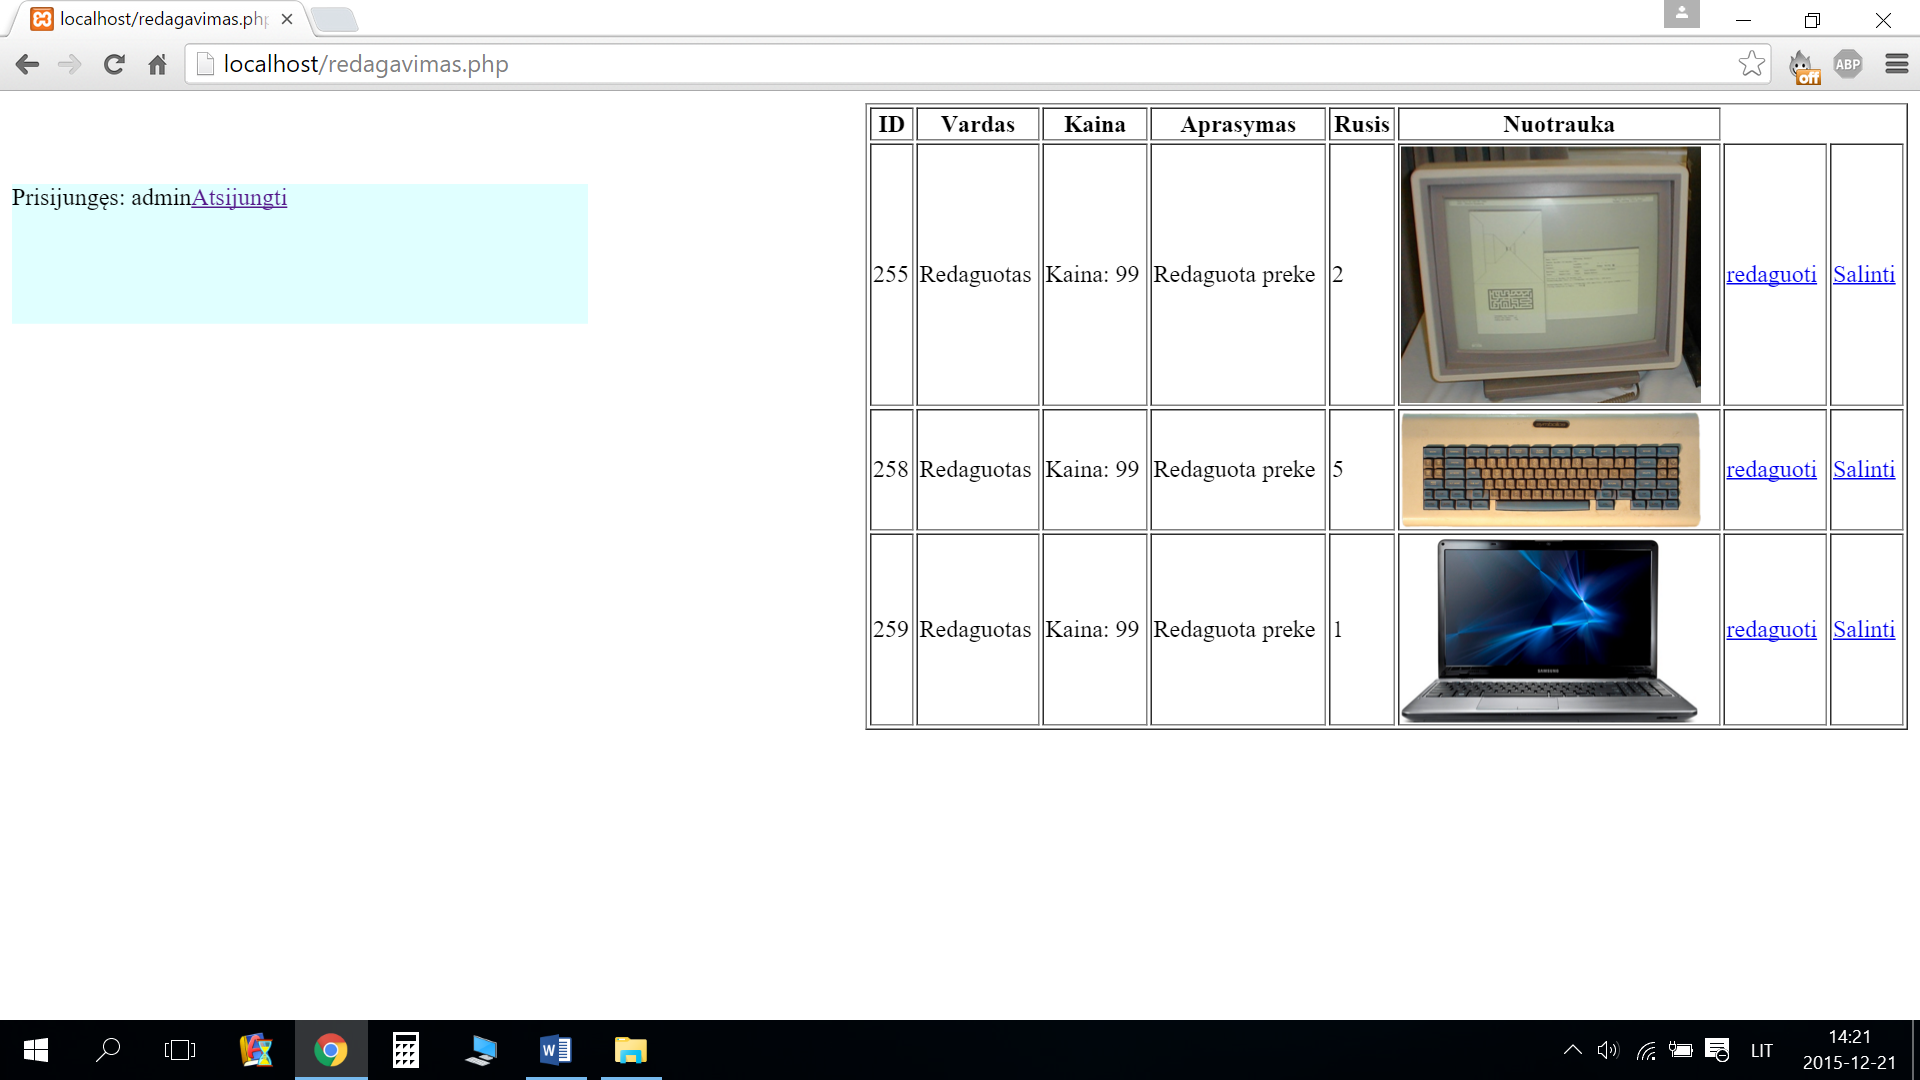 localhost/redagavimas.php
localhost/redagavimas.php
off
ABP
Prisijungęs: adminAtsijungti
ID Vardas Kaina Aprasymas Rusis Nuotrauka
255 Redaguotas Kaina: 99 Redaguota preke 2 redaguoti Salinti
258 Redaguotas Kaina: 99 Redaguota preke 5 redaguoti Salinti
259 Redaguotas Kaina: 99 Redaguota preke 1 redaguoti Salinti
SAMSUNG
LIT
14:21
2015-12-21